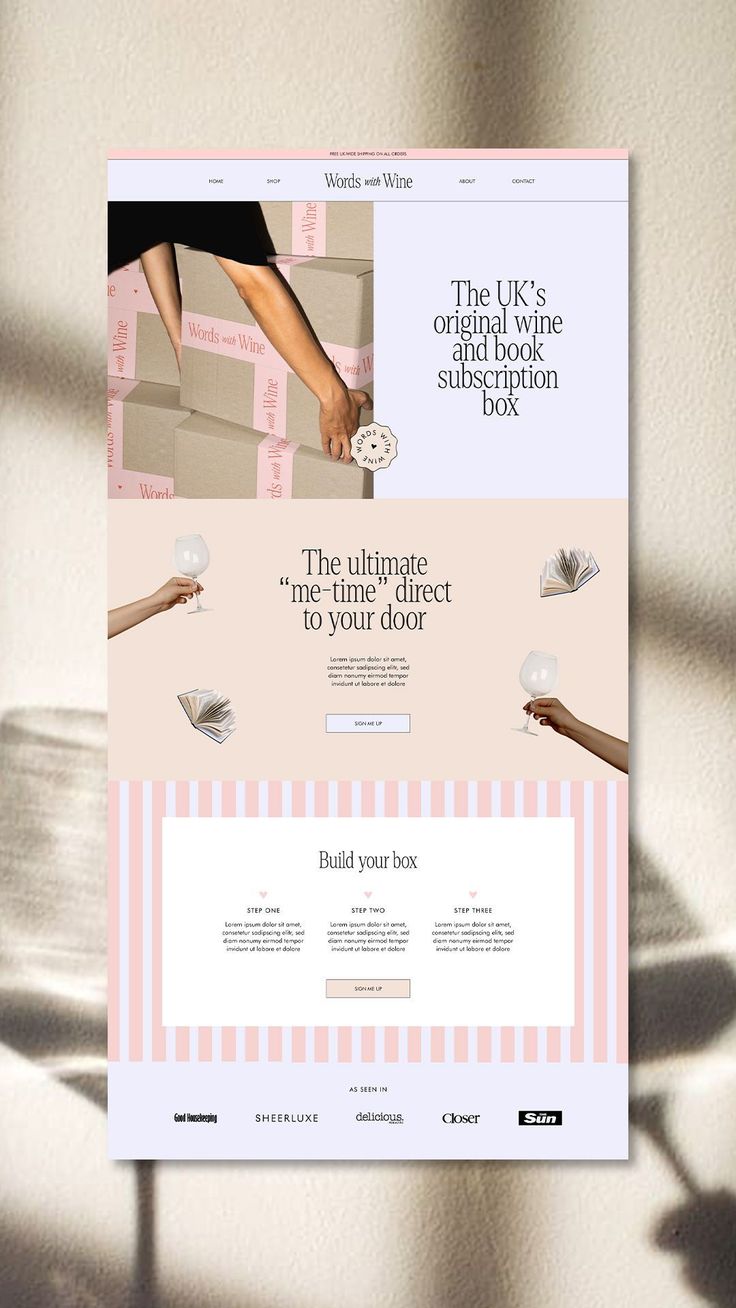 FREE UK-WIDE SHIPPING ON ALL ORDERS
HOME SHOP Words with Wine ABOUT CONTACT
with Wine
Words with Wine
with Wine
Words
WORDS WITH WINE
The UK's
original wine
and book
subscription
box
The ultimate
“me-time” direct
to your door
Lorem ipsum dolor sit amet,
consetetur sadipscing elitr, sed
diam nonumy eirmod tempor
invidunt ut labore et dolore
SIGN ME UP
Build your box
STEP ONE
Lorem ipsum dolor sit amet,
consetetur sadipscing elitr, sed
diam nonumy eirmod tempor
invidunt ut labore et dolore
STEP TWO
Lorem ipsum dolor sit amet,
consetetur sadipscing elitr, sed
diam nonumy eirmod tempor
invidunt ut labore et dolore
STEP THREE
Lorem ipsum dolor sit amet,
consetetur sadipscing elitr, sed
diam nonumy eirmod tempor
invidunt ut labore et dolore
SIGN ME UP
AS SEEN IN
Good Housekeeping SHEERLUXE delicious. Closer THE Sun